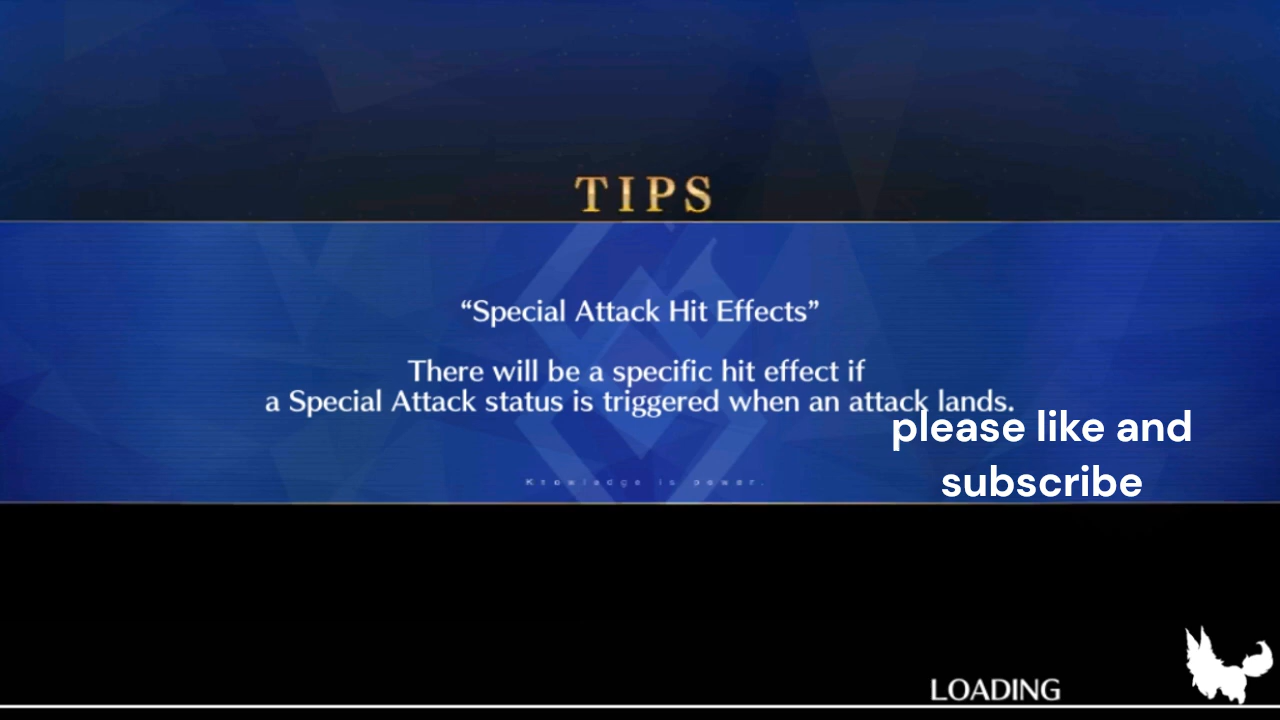 TIPS
“Special Attack Hit Effects”
There will be a specific hit effect if
a Special Attack status is triggered when an attack lands.
please like and
subscribe
Knowledge is power.
LOADING